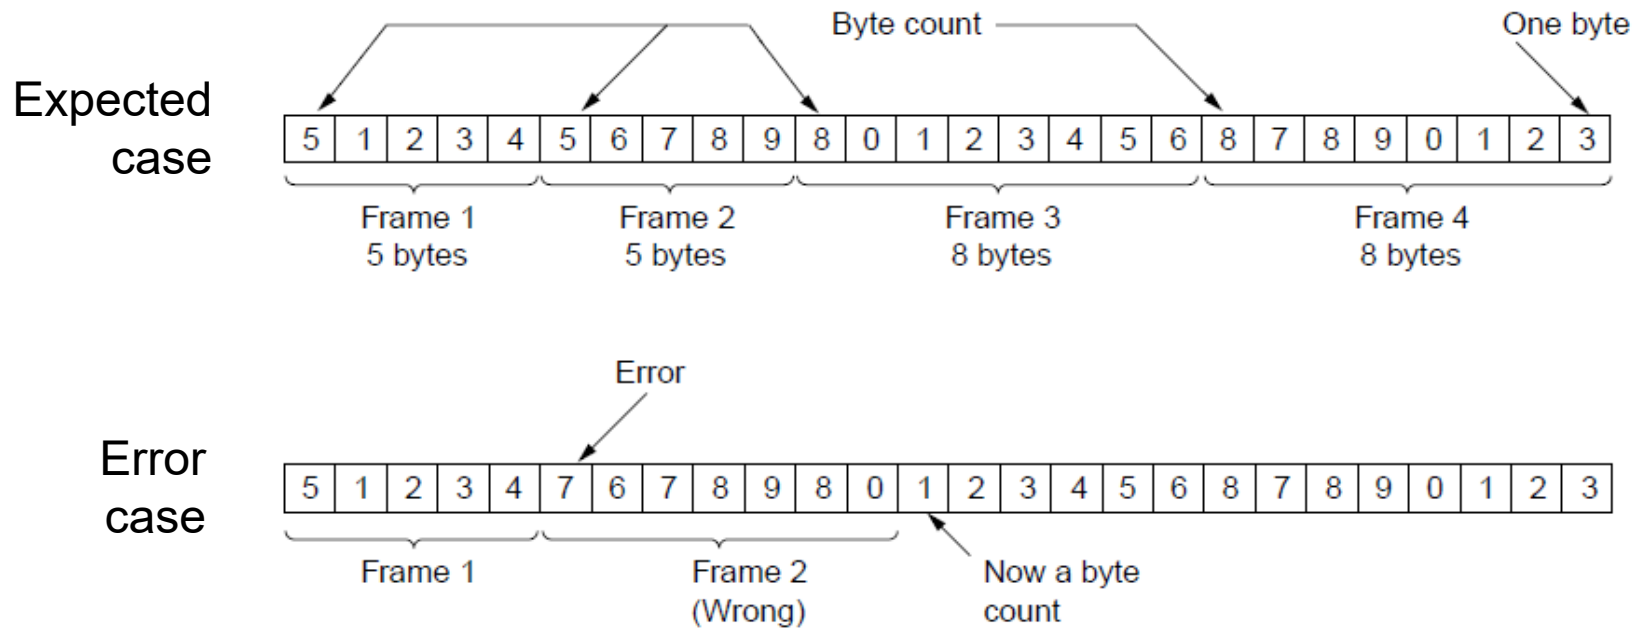 Byte count
One byte
Expected
case
5 1 2 3 4 5 6 7 8 9 8 0 1 2 3 4 5 6 8 7 8 9 0 1 2 3
Frame 1
5 bytes
Frame 2
5 bytes
Frame 3
8 bytes
Frame 4
8 bytes
Error
Error
case
5 1 2 3 4 7 6 7 8 9 8 0 1 2 3 4 5 6 8 7 8 9 0 1 2 3
Frame 1
Frame 2
(Wrong)
Now a byte
count